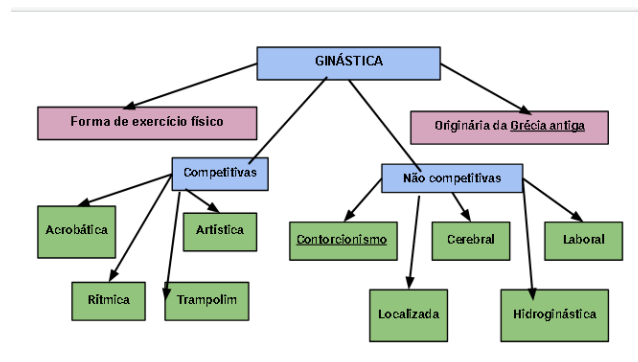 GINÁSTICA
Forma de exercício físico
Originária da Grécia antiga
Competitivas
Não competitivas
Acrobática
Artística
Contorcionismo
Cerebral
Laboral
Rítmica
Trampolim
Localizada
Hidroginástica